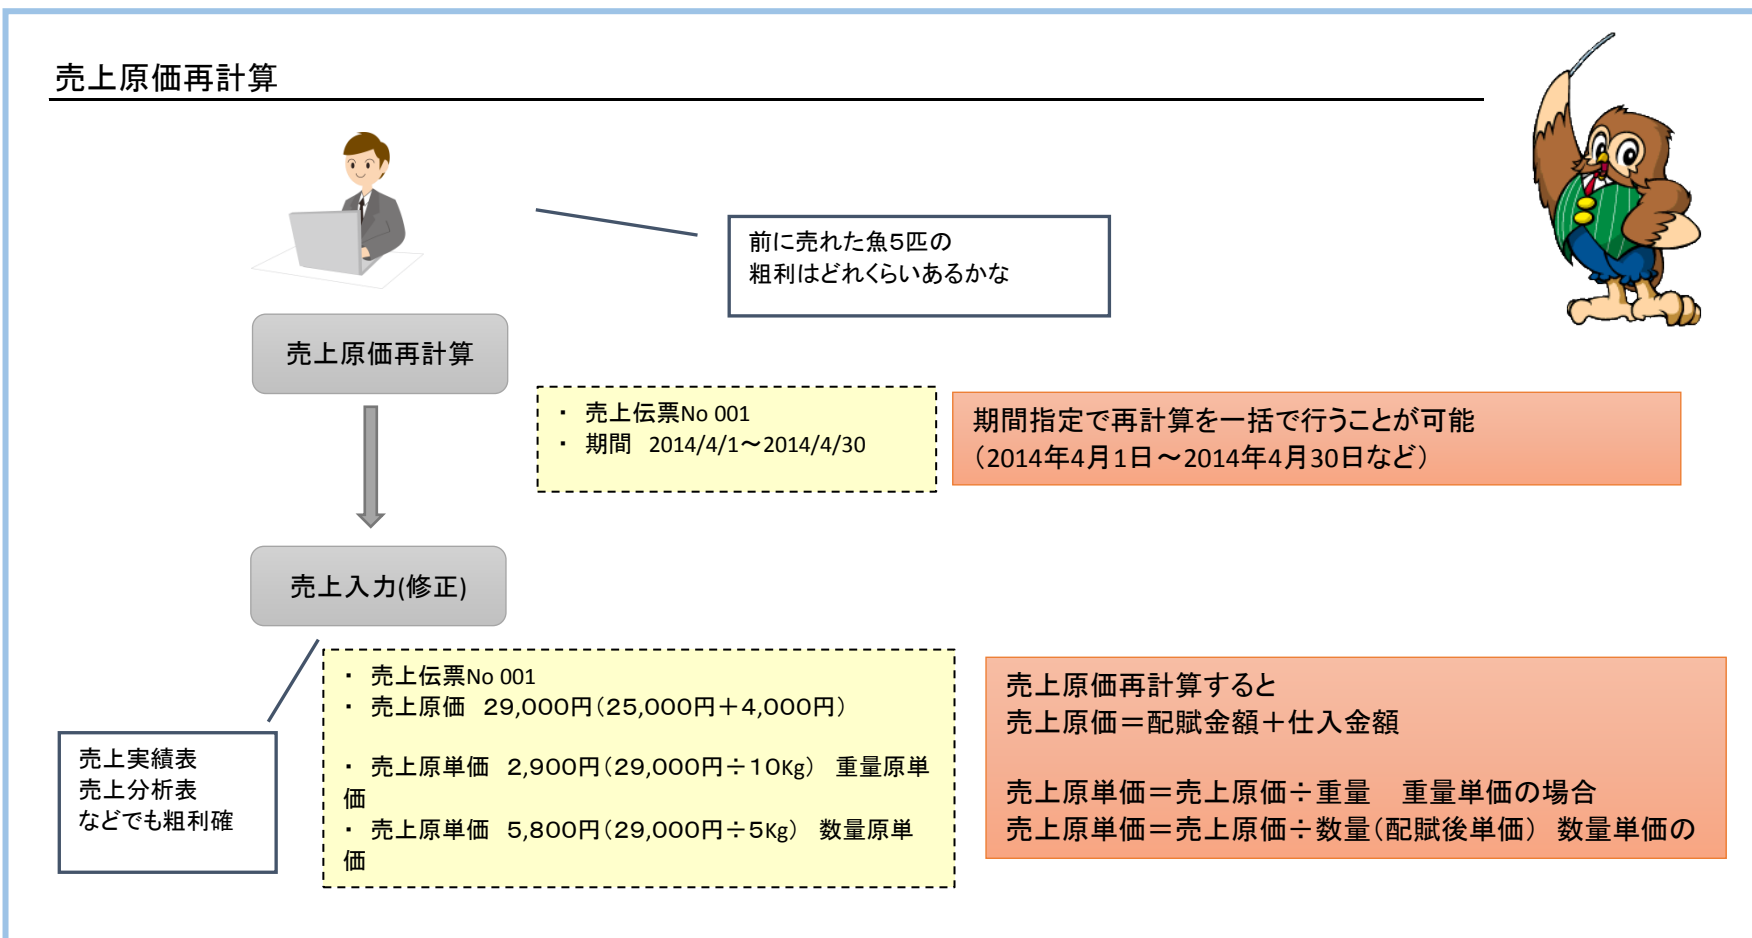 売上原価再計算
前に売れた魚5匹の
粗利はどれくらいあるかな
売上原価再計算
・ 売上伝票No 001
・ 期間 2014/4/1～2014/4/30
期間指定で再計算を一括で行うことが可能
（2014年4月1日～2014年4月30日など）
売上入力(修正)
・ 売上伝票No 001
・ 売上原価 29,000円（25,000円＋4,000円）
・ 売上原単価 2,900円（29,000円÷10Kg） 重量原単
価
・ 売上原単価 5,800円（29,000円÷5Kg） 数量原単
価
売上原価再計算すると
売上原価＝配賦金額＋仕入金額
売上原単価＝売上原価÷重量 重量単価の場合
売上原単価＝売上原価÷数量（配賦後単価） 数量単価の
売上実績表
売上分析表
などでも粗利確